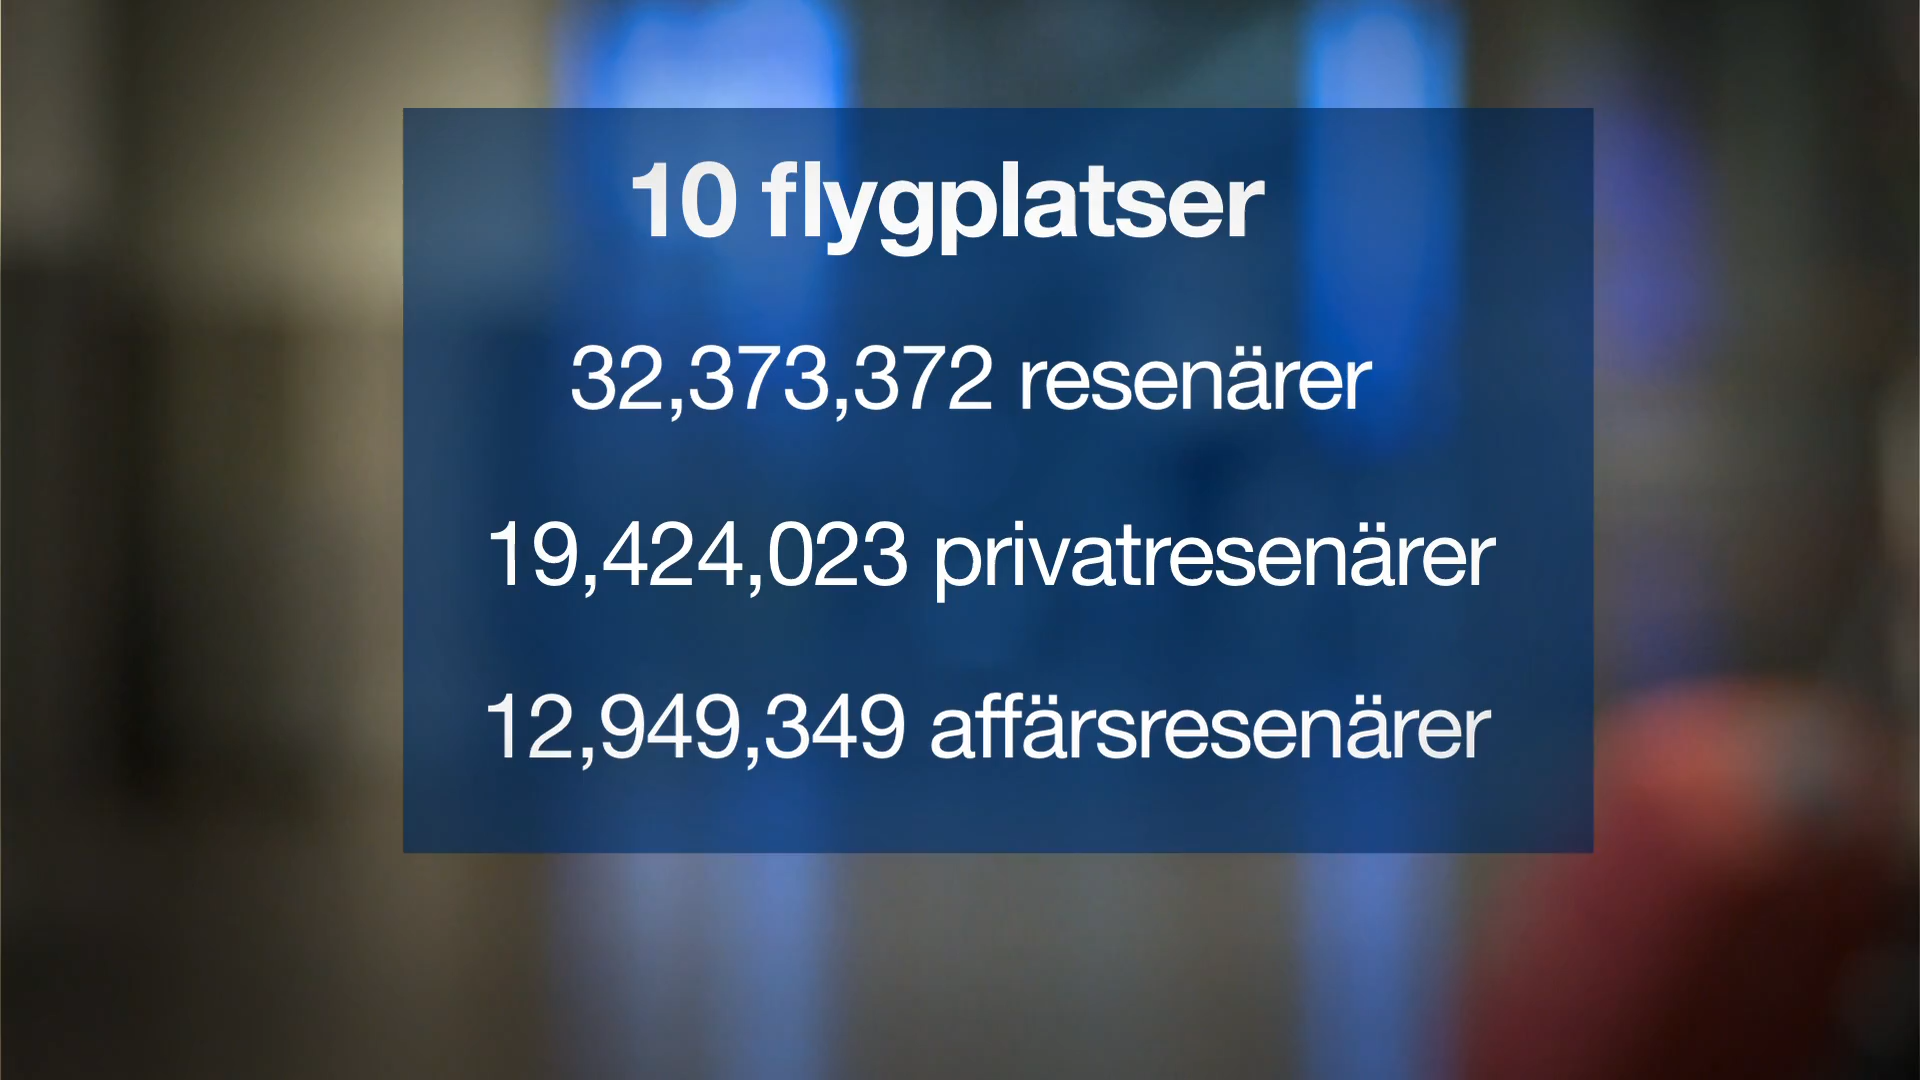 10 flygplatser
32,373,372 resenärer
19,424,023 privatresenärer
12,949,349 affärsresenärer